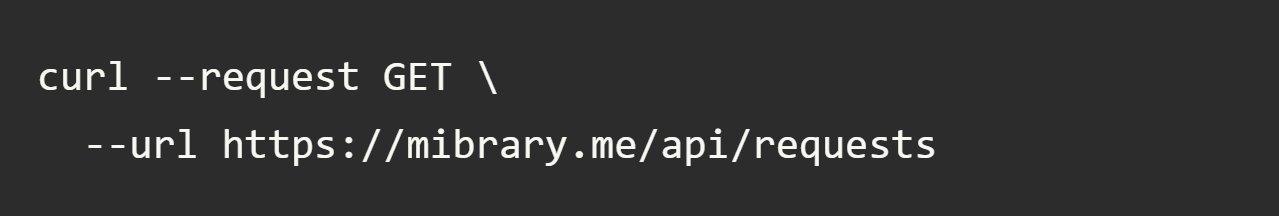 curl --request GET \
--url https://mibrary.me/api/requests